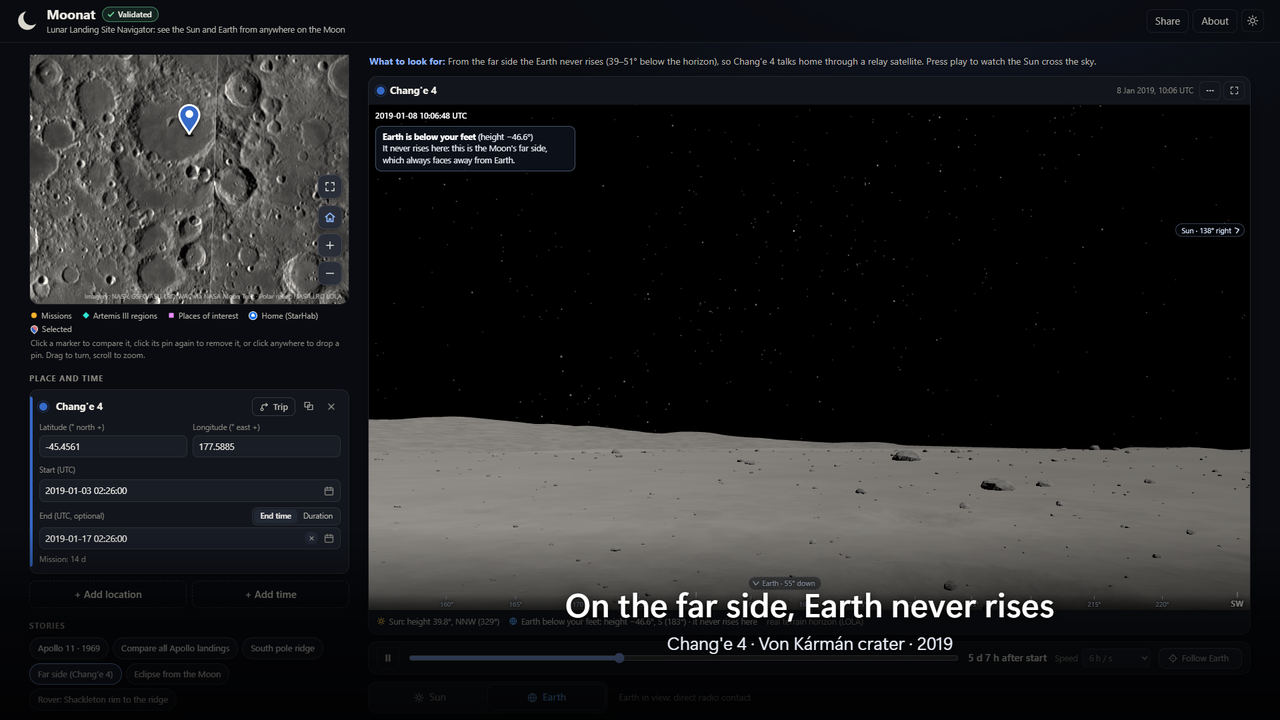 Moonat
Validated
Lunar Landing Site Navigator: see the Sun and Earth from anywhere on the Moon
Share
About
What to look for: From the far side the Earth never rises (39–51° below the horizon), so Chang'e 4 talks home through a relay satellite. Press play to watch the Sun cross the sky.
Missions
Artemis III regions
Places of interest
Home (StarHab)
Selected
Click a marker to compare it, click its pin again to remove it, or click anywhere to drop a
pin. Drag to turn, scroll to zoom.
PLACE AND TIME
Chang'e 4
Trip
Latitude (° north +)
Longitude (° east +)
-45.4561
177.5885
Start (UTC)
2019-01-03 02:26:00
End (UTC, optional)
End time
Duration
2019-01-17 02:26:00
Mission: 14 d
+ Add location
+ Add time
STORIES
Apollo 11 · 1969
Compare all Apollo landings
South pole ridge
Far side (Chang'e 4)
Eclipse from the Moon
Rover: Shackleton rim to the ridge
Chang'e 4
8 Jan 2019, 10:06 UTC
2019-01-08 10:06:48 UTC
Earth is below your feet (height −46.6°)
It never rises here: this is the Moon's far side,
which always faces away from Earth.
Sun · 138° right
Earth · 55° down
160°
165°
215°
220°
SW
On the far side, Earth never rises
Sun: height 39.8°, NNW (329°)
Earth below your feet: height −46.6°, S (183°) · it never rises here
real terrain horizon (LOLA)
Chang'e 4 · Von Kármán crater · 2019
5 d 7 h after start
Speed
6 h / s
Follow Earth
Sun
Earth
Earth in view: direct radio contact